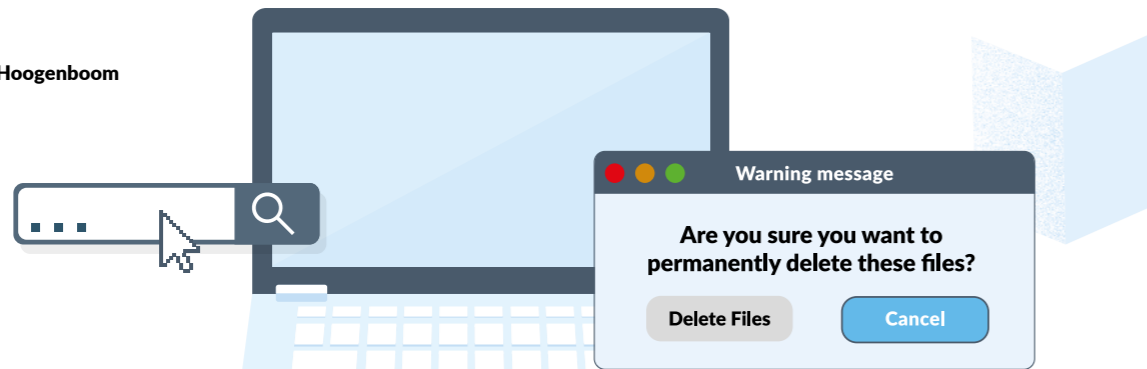 Hoogenboom
Warning message
Are you sure you want to
permanently delete these files?
Delete Files
Cancel